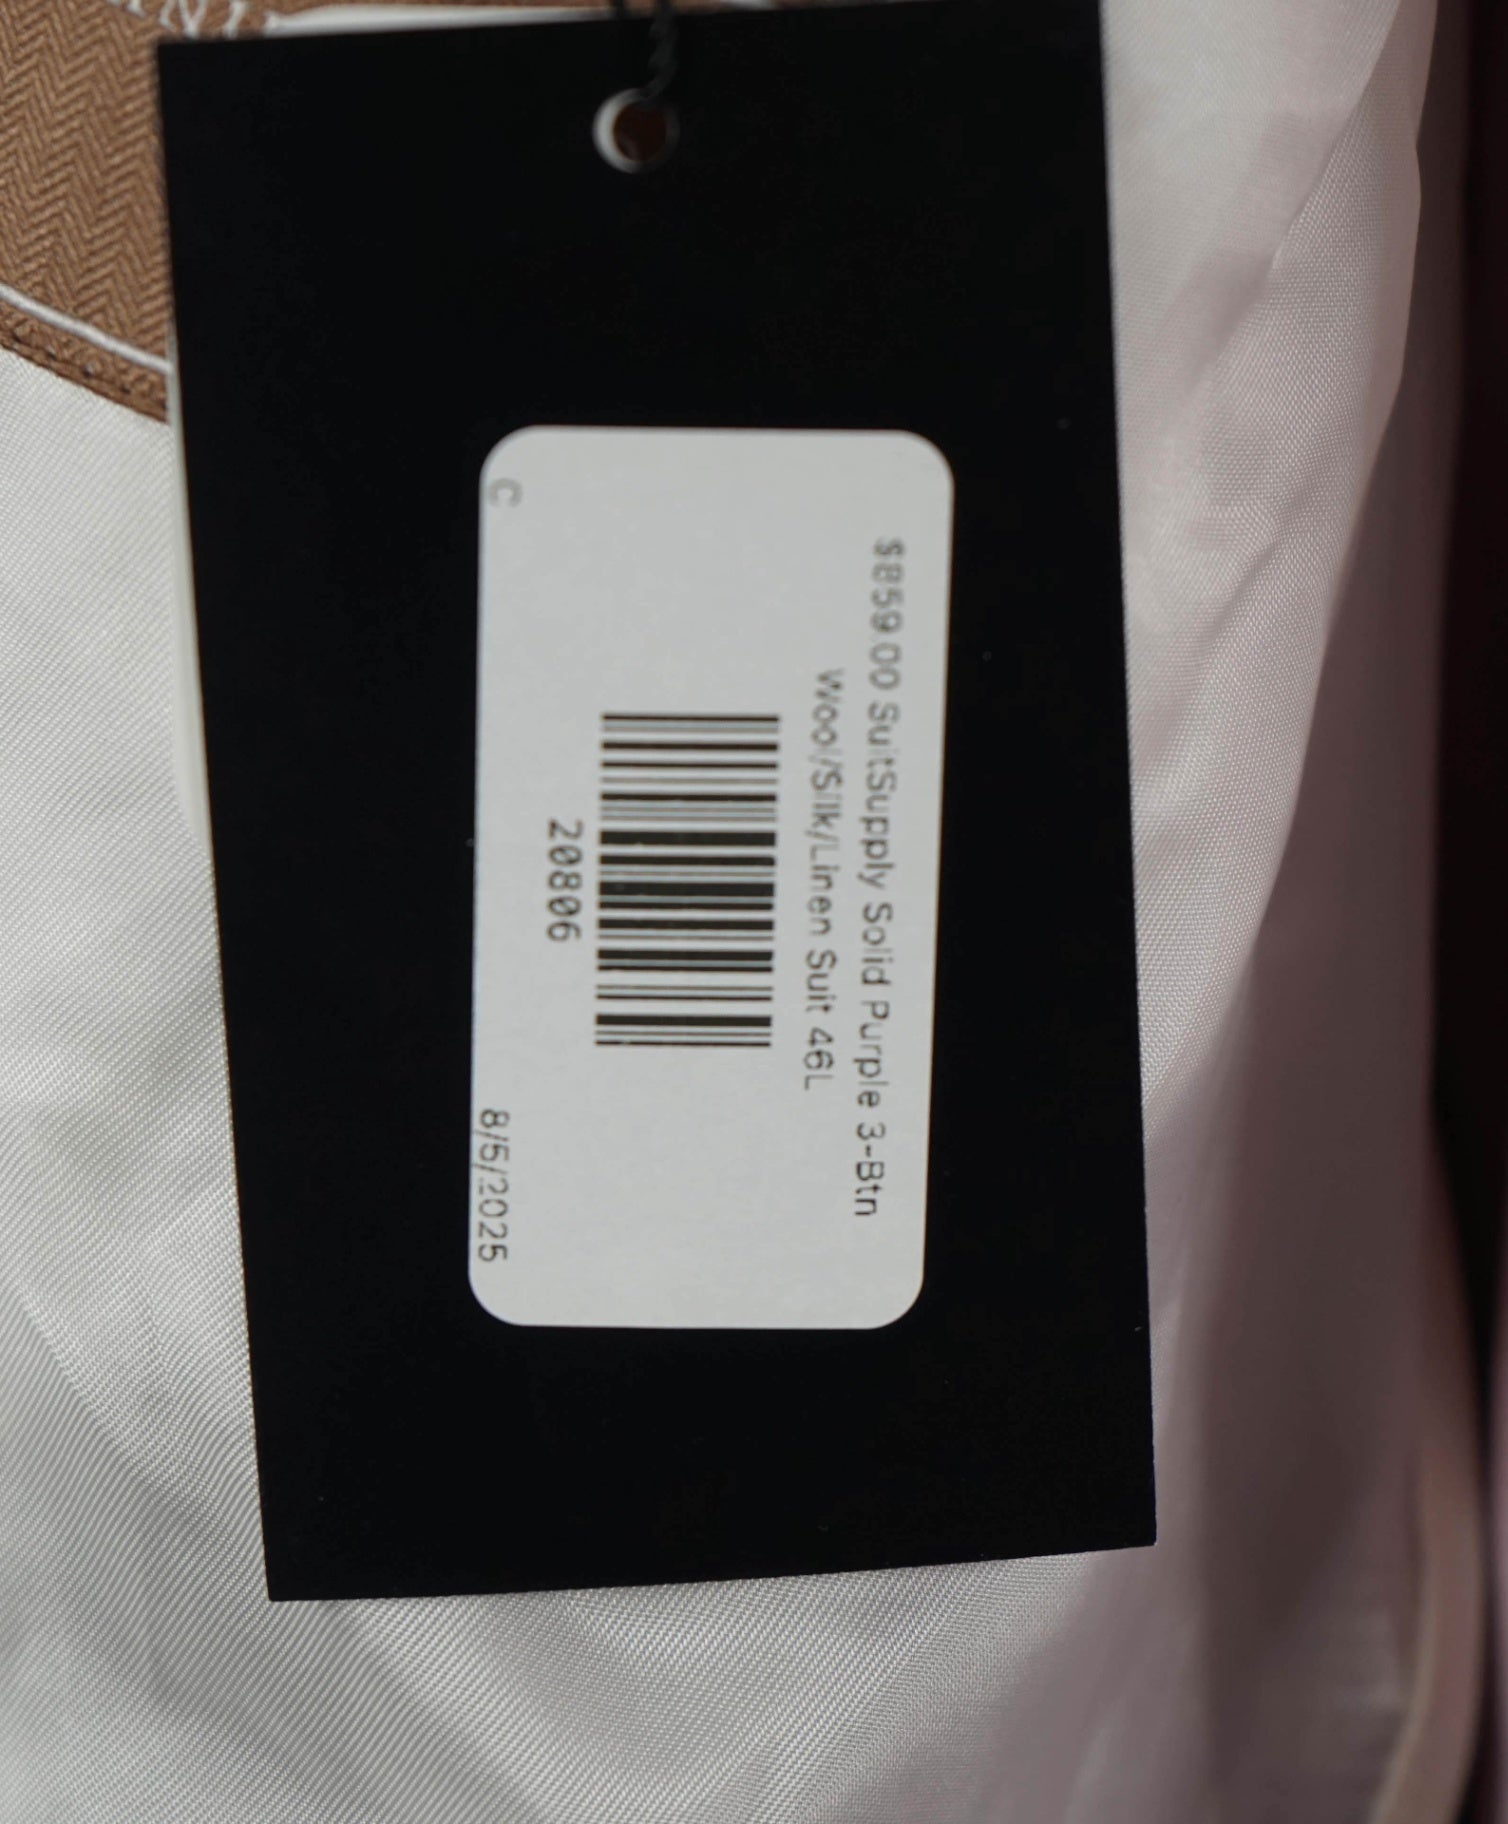 $859.00 SuitSupply Solid Purple 3-Btn
Wool/Silk/Linen Suit 46L
20806
C
8/5/2025